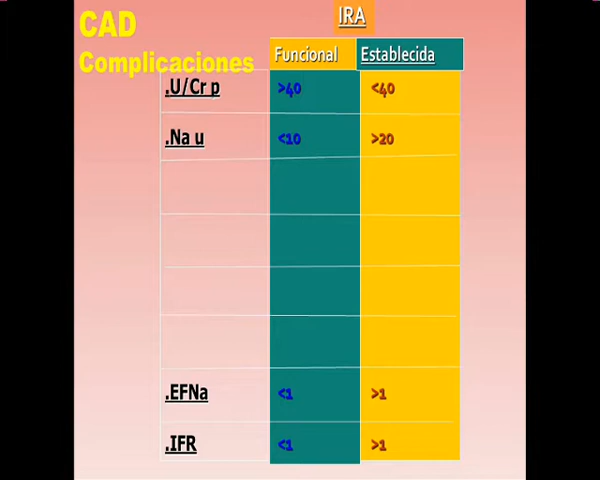 CAD
Complicaciones
IRA
Funcional Establecida
.U/Cr p >40 <40
.Na u <10 >20
.EFNa <1 >1
.IFR <1 >1